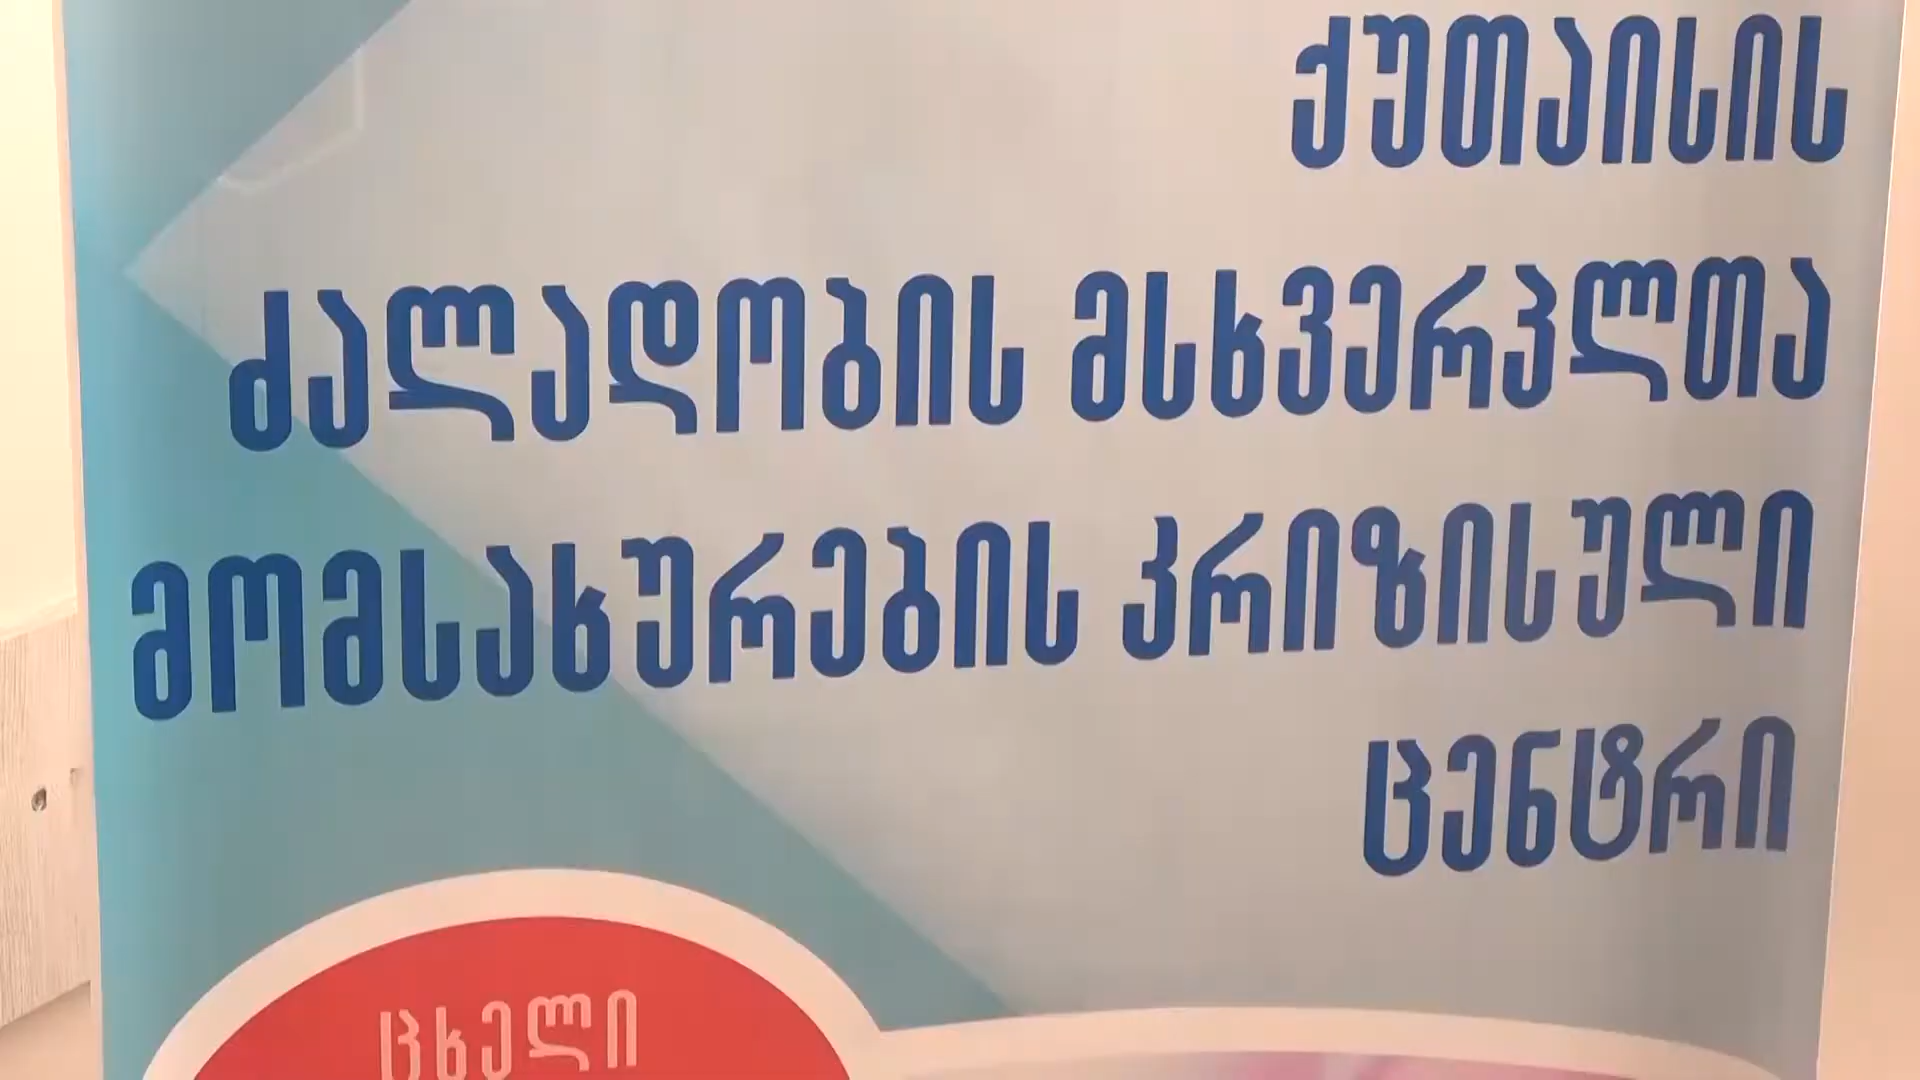 ქუთაისის
ძალადობის მსხვერპლთა
მომსახურების კრიზისული
ცენტრი
ცხელი